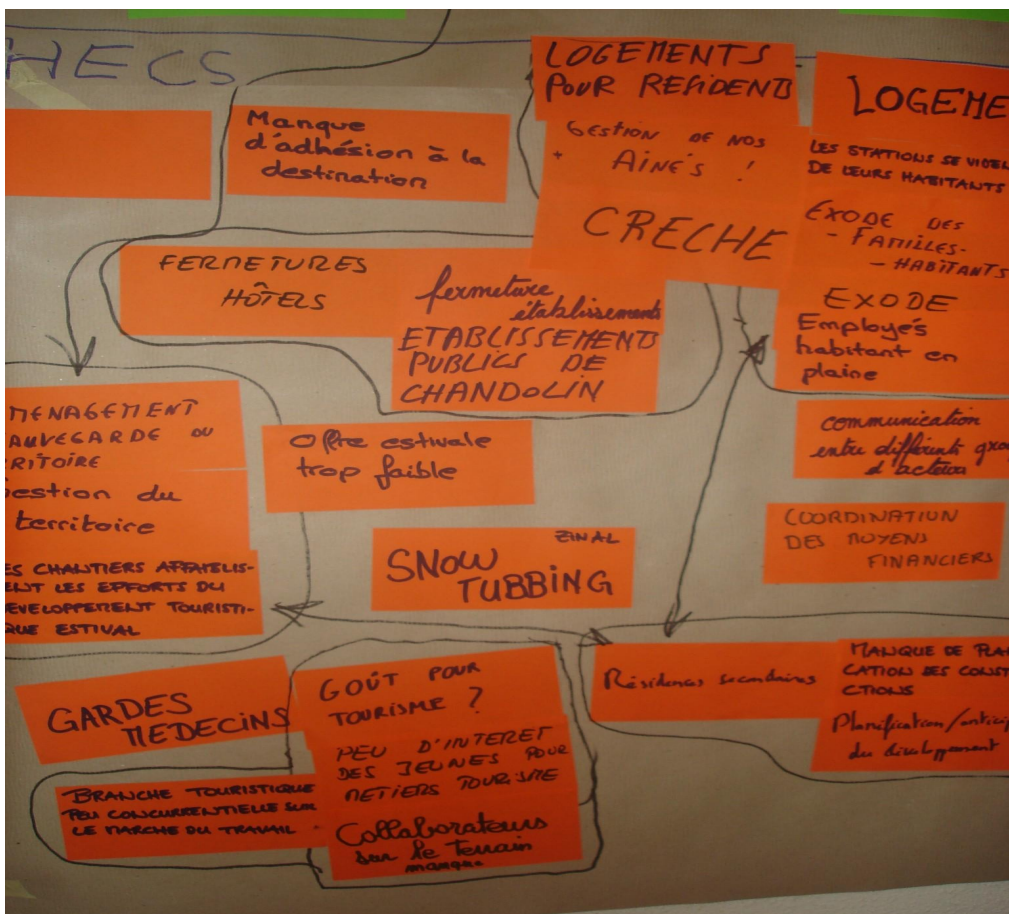 HECS
Manque
d'adhésion à la
destination
LOGEMENTS
POUR RESIDENTS
GESTION DE NOS
+ AINÉS !
CRECHE
LOGEME
LES STATIONS SE VIDEN
DE LEURS HABITANTS
EXODE DES
- FAMILLES-
- HABITANTS
EXODE
Employés
habitant en
plaine
FERMETURES
HÔTELS
fermeture
établissements
ETABLISSEMENTS
PUBLICS DE
CHANDOLIN
MENAGEMENT
AUVEGARDE DU
RITOIRE
Gestion du
territoire
ES CHANTIERS AFFAIBLIS-
ENT LES EFFORTS DU
EVELOPPEMENT TOURISTI-
QUE ESTIVAL
Offre estivale
trop faible
ZINAL
SNOW
TUBBING
communication
entre différents grou
d'acteurs
COORDINATION
DES MOYENS
FINANCIERS
Résidences secondaires
MANQUE DE PLA
CATION DES CONST
CTIONS
Planification/anticip
du développement
GARDES
MEDECINS
GOÛT POUR
TOURISME ?
PEU D'INTERET
DES JEUNES POUR
METIERS TOURISME
Collaborateurs
sur le terrain
manque
BRANCHE TOURISTIQUE
PEU CONCURRENTIELLE SUR
LE MARCHE DU TRAVAIL